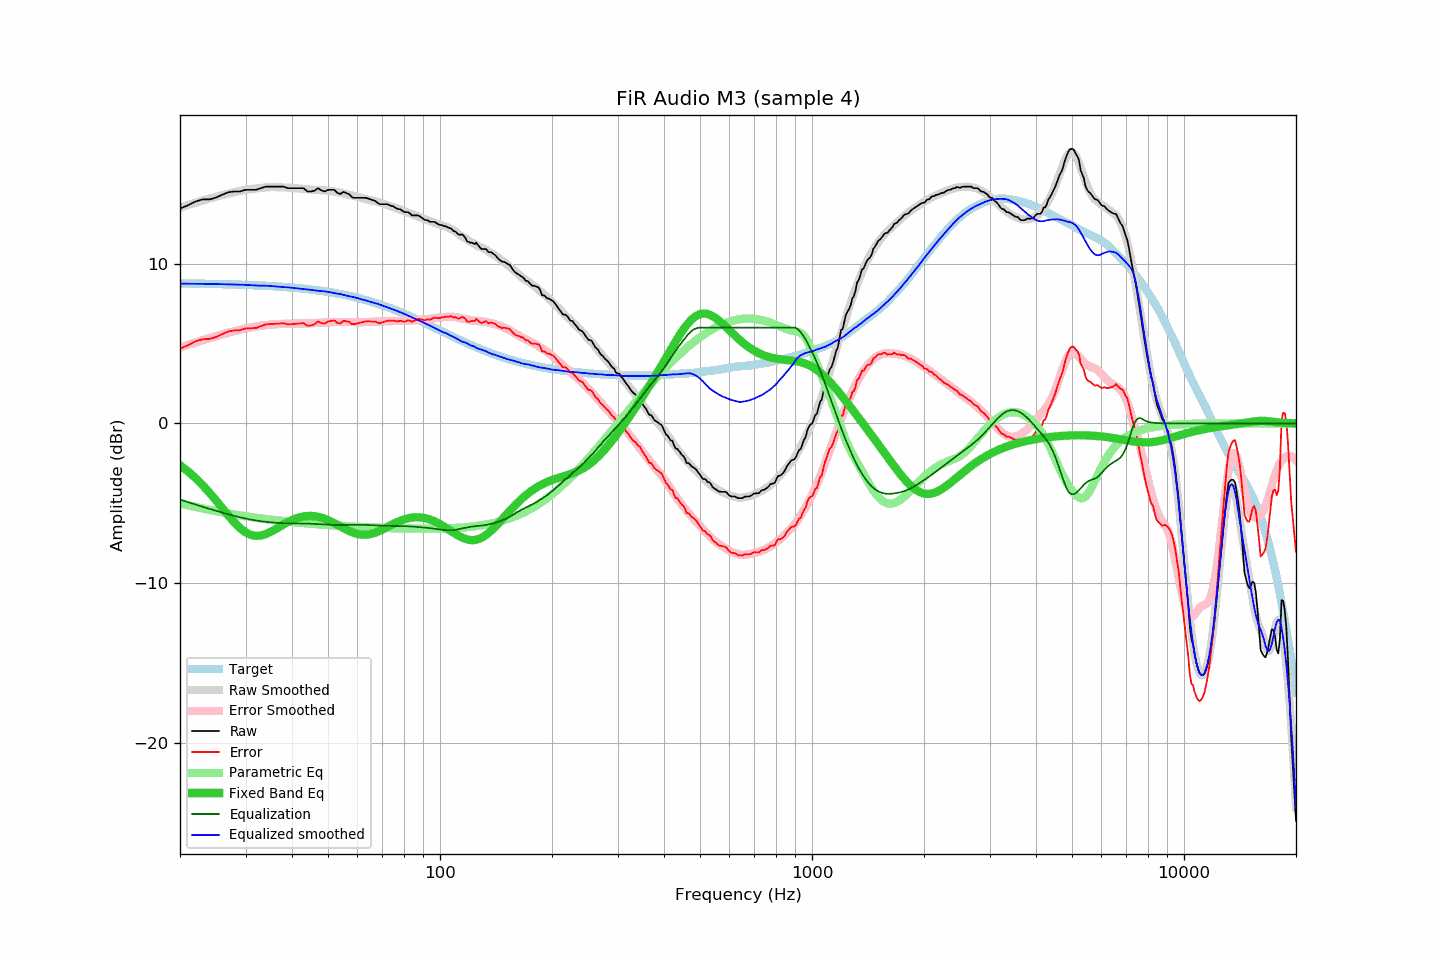 FiR Audio M3 (sample 4)
Amplitude (dBr)
10
0
−10
−20
Target
Raw Smoothed
Error Smoothed
Raw
Error
Parametric Eq
Fixed Band Eq
Equalization
Equalized smoothed
100
1000
10000
Frequency (Hz)